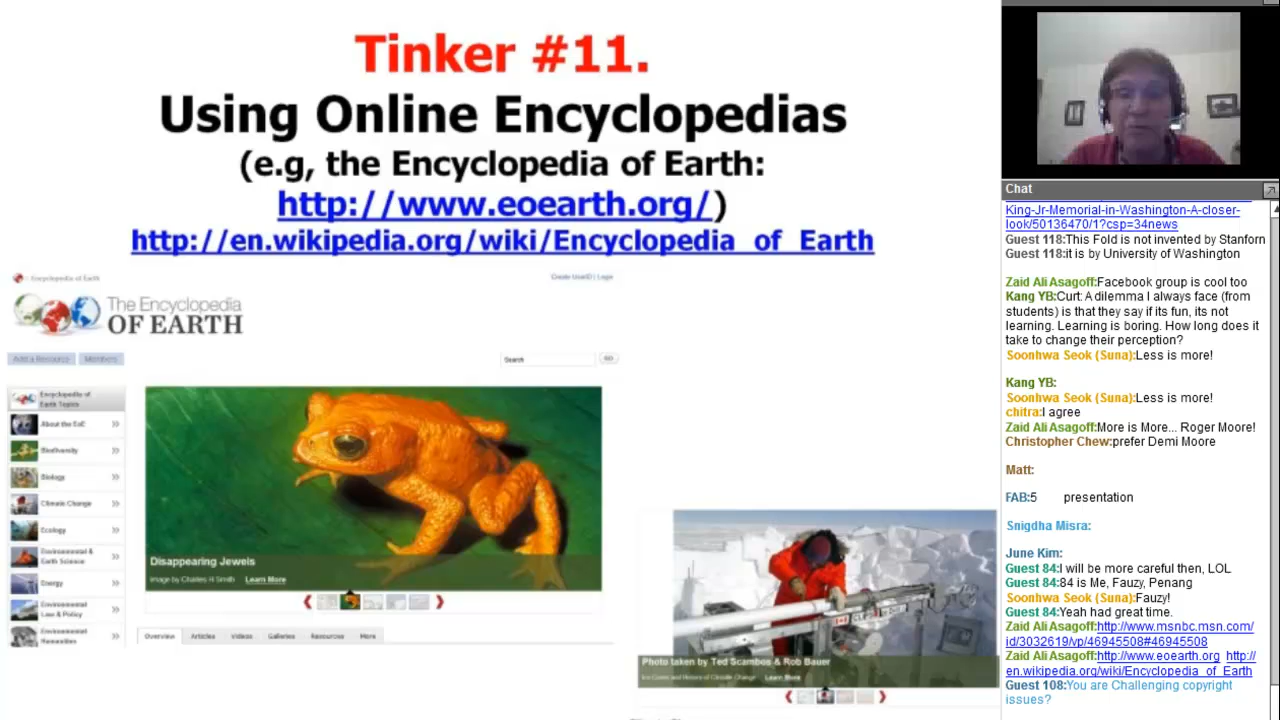 Tinker #11.
Using Online Encyclopedias
(e.g, the Encyclopedia of Earth:
http://www.eoearth.org/)
http://en.wikipedia.org/wiki/Encyclopedia_of_Earth
Encyclopedia of Earth
Create UserID | Login
The Encyclopedia
OF EARTH
Add a Resource
Members
Search
GO
Encyclopedia of
Earth Topics
About the EoE
Biodiversity
Biology
Climate Change
Ecology
Environmental &
Earth Science
Energy
Environmental
Law & Policy
Environmental
Humanities
Disappearing Jewels
Image by Charles H Smith Learn More
Overview
Articles
Videos
Galleries
Resources
More
Photo taken by Ted Scambos & Rob Bauer
Ice Cores and History of Climate Change Learn More
Chat
King-Jr-Memorial-in-Washington-A-closer-
look/50136470/1?csp=34news
Guest 118:This Fold is not invented by Stanforn
Guest 118:it is by University of Washington
Zaid Ali Asagoff:Facebook group is cool too
Kang YB:Curt: A dilemma I always face (from
students) is that they say if its fun, its not
learning. Learning is boring. How long does it
take to change their perception?
Soonhwa Seok (Suna):Less is more!
Kang YB:
Soonhwa Seok (Suna):Less is more!
chitra:I agree
Zaid Ali Asagoff:More is More... Roger Moore!
Christopher Chew:prefer Demi Moore
Matt:
FAB:5 presentation
Snigdha Misra:
June Kim:
Guest 84:I will be more careful then, LOL
Guest 84:84 is Me, Fauzy, Penang
Soonhwa Seok (Suna):Fauzy!
Guest 84:Yeah had great time.
Zaid Ali Asagoff:http://www.msnbc.msn.com/
id/3032619/vp/46945508#46945508
Zaid Ali Asagoff:http://www.eoearth.org http://
en.wikipedia.org/wiki/Encyclopedia_of_Earth
Guest 108:You are Challenging copyright
issues?